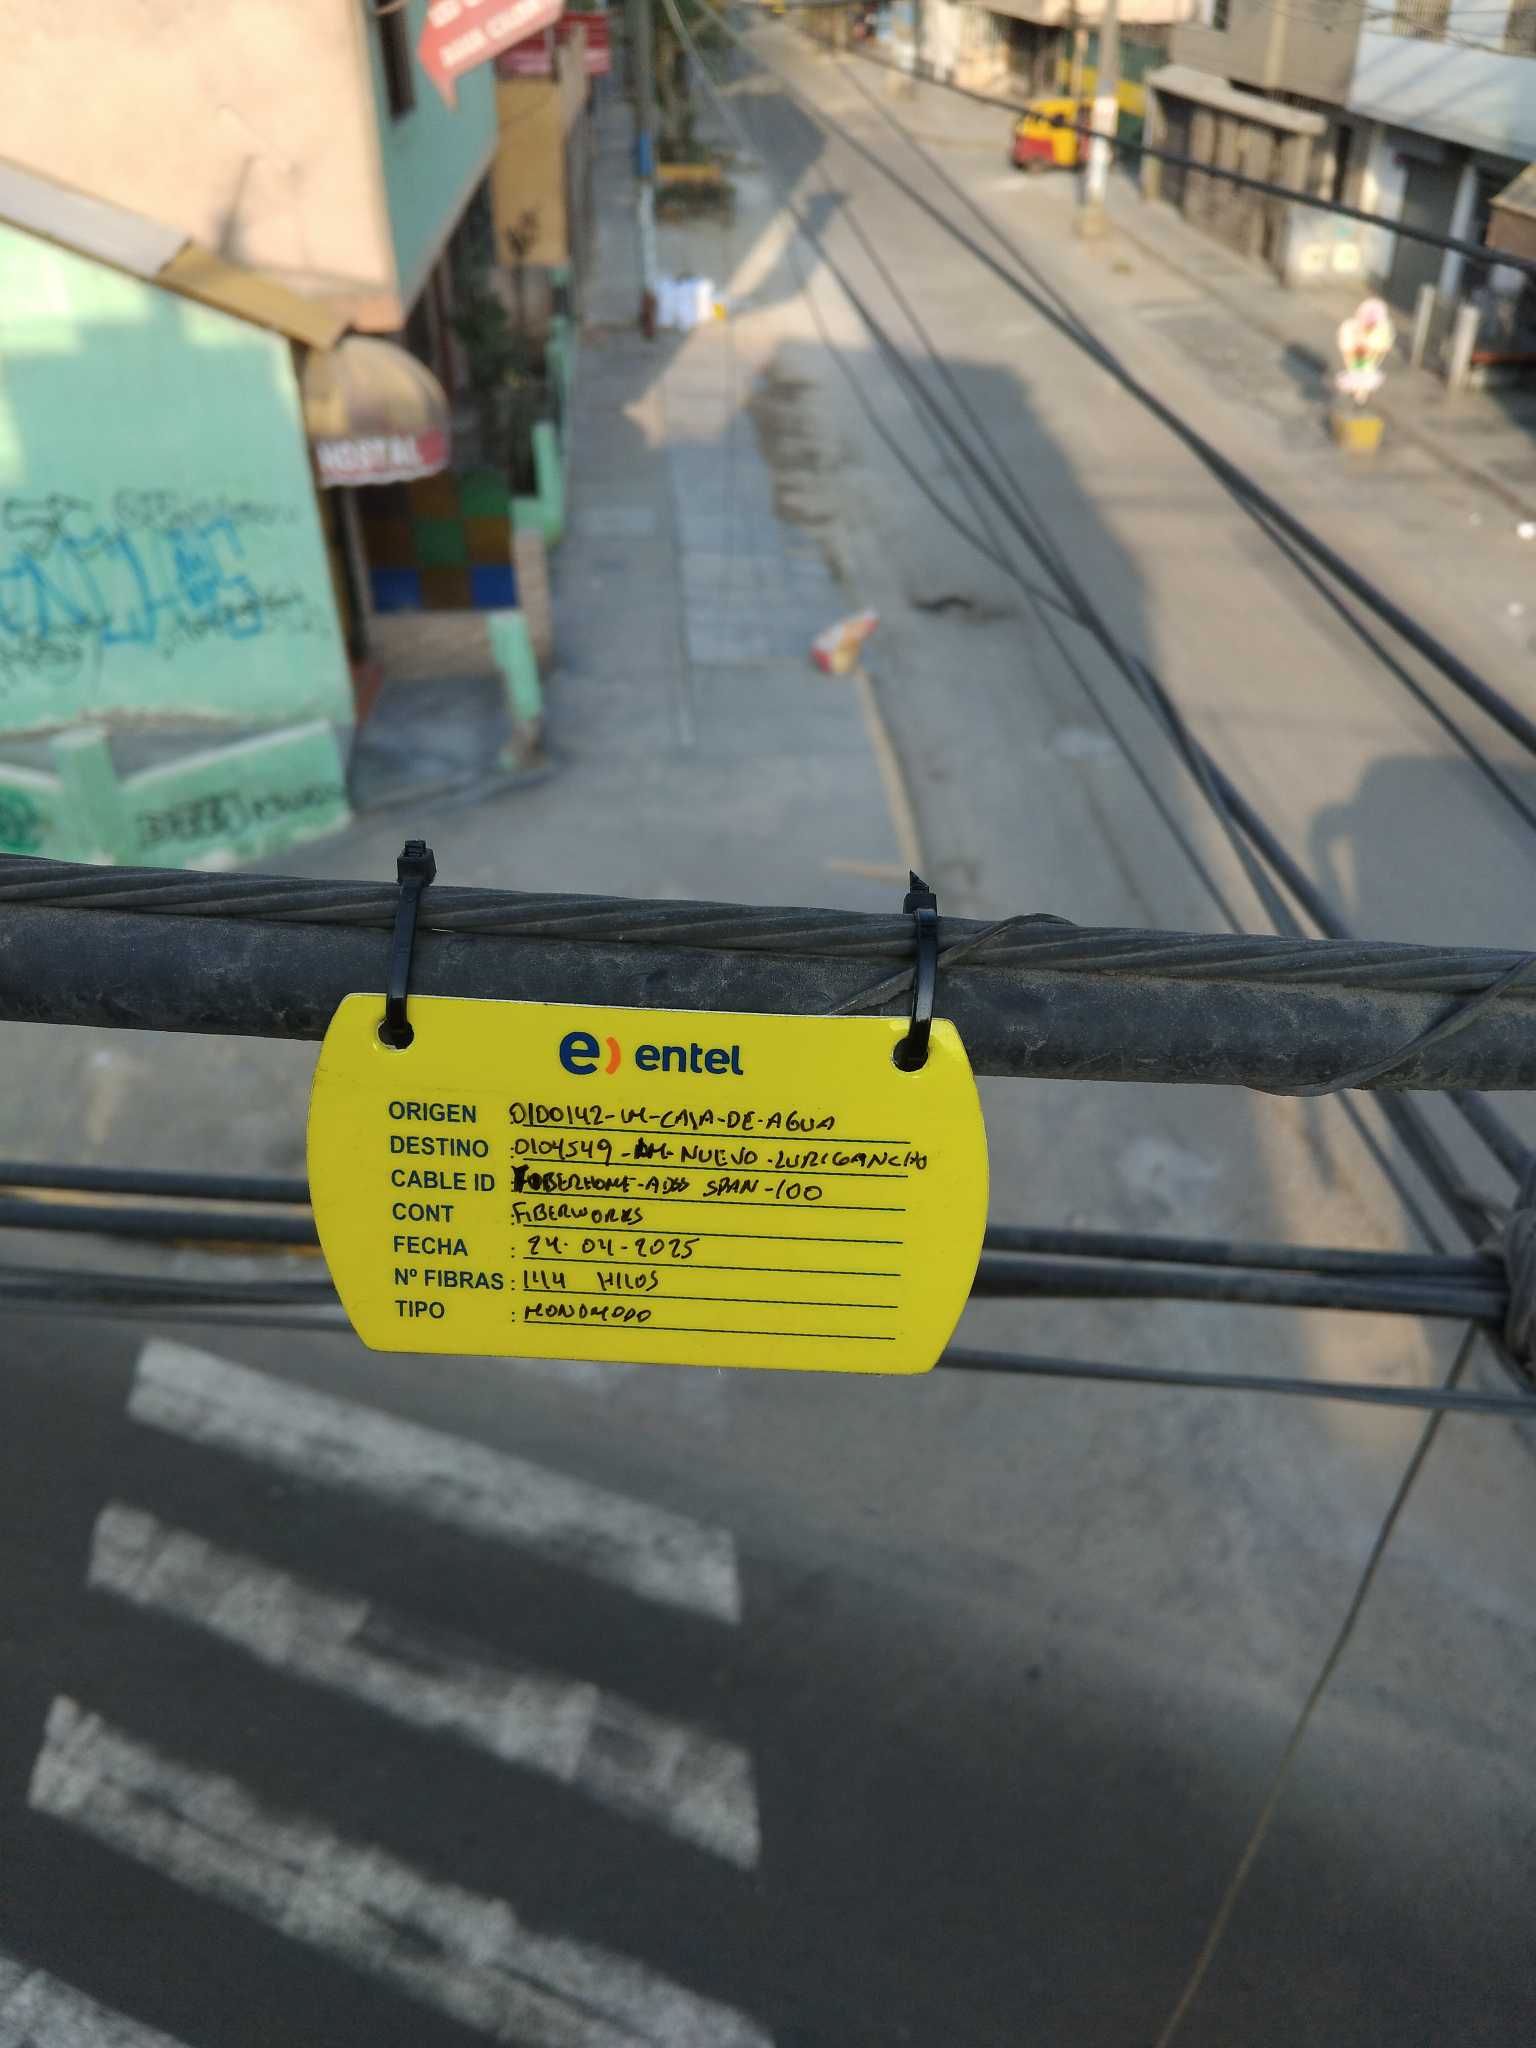 HOSTAL
e) entel
ORIGEN 0100142-LM-CAJA-DE-AGUA
DESTINO :0104549-LM-NUEVO-LURIGANCHO
CABLE ID : FIBERHOME-ADSS SPAN-100
CONT :FIBERWORKS
FECHA : 24-04-2025
Nº FIBRAS : 144 HILOS
TIPO : MONOMODO